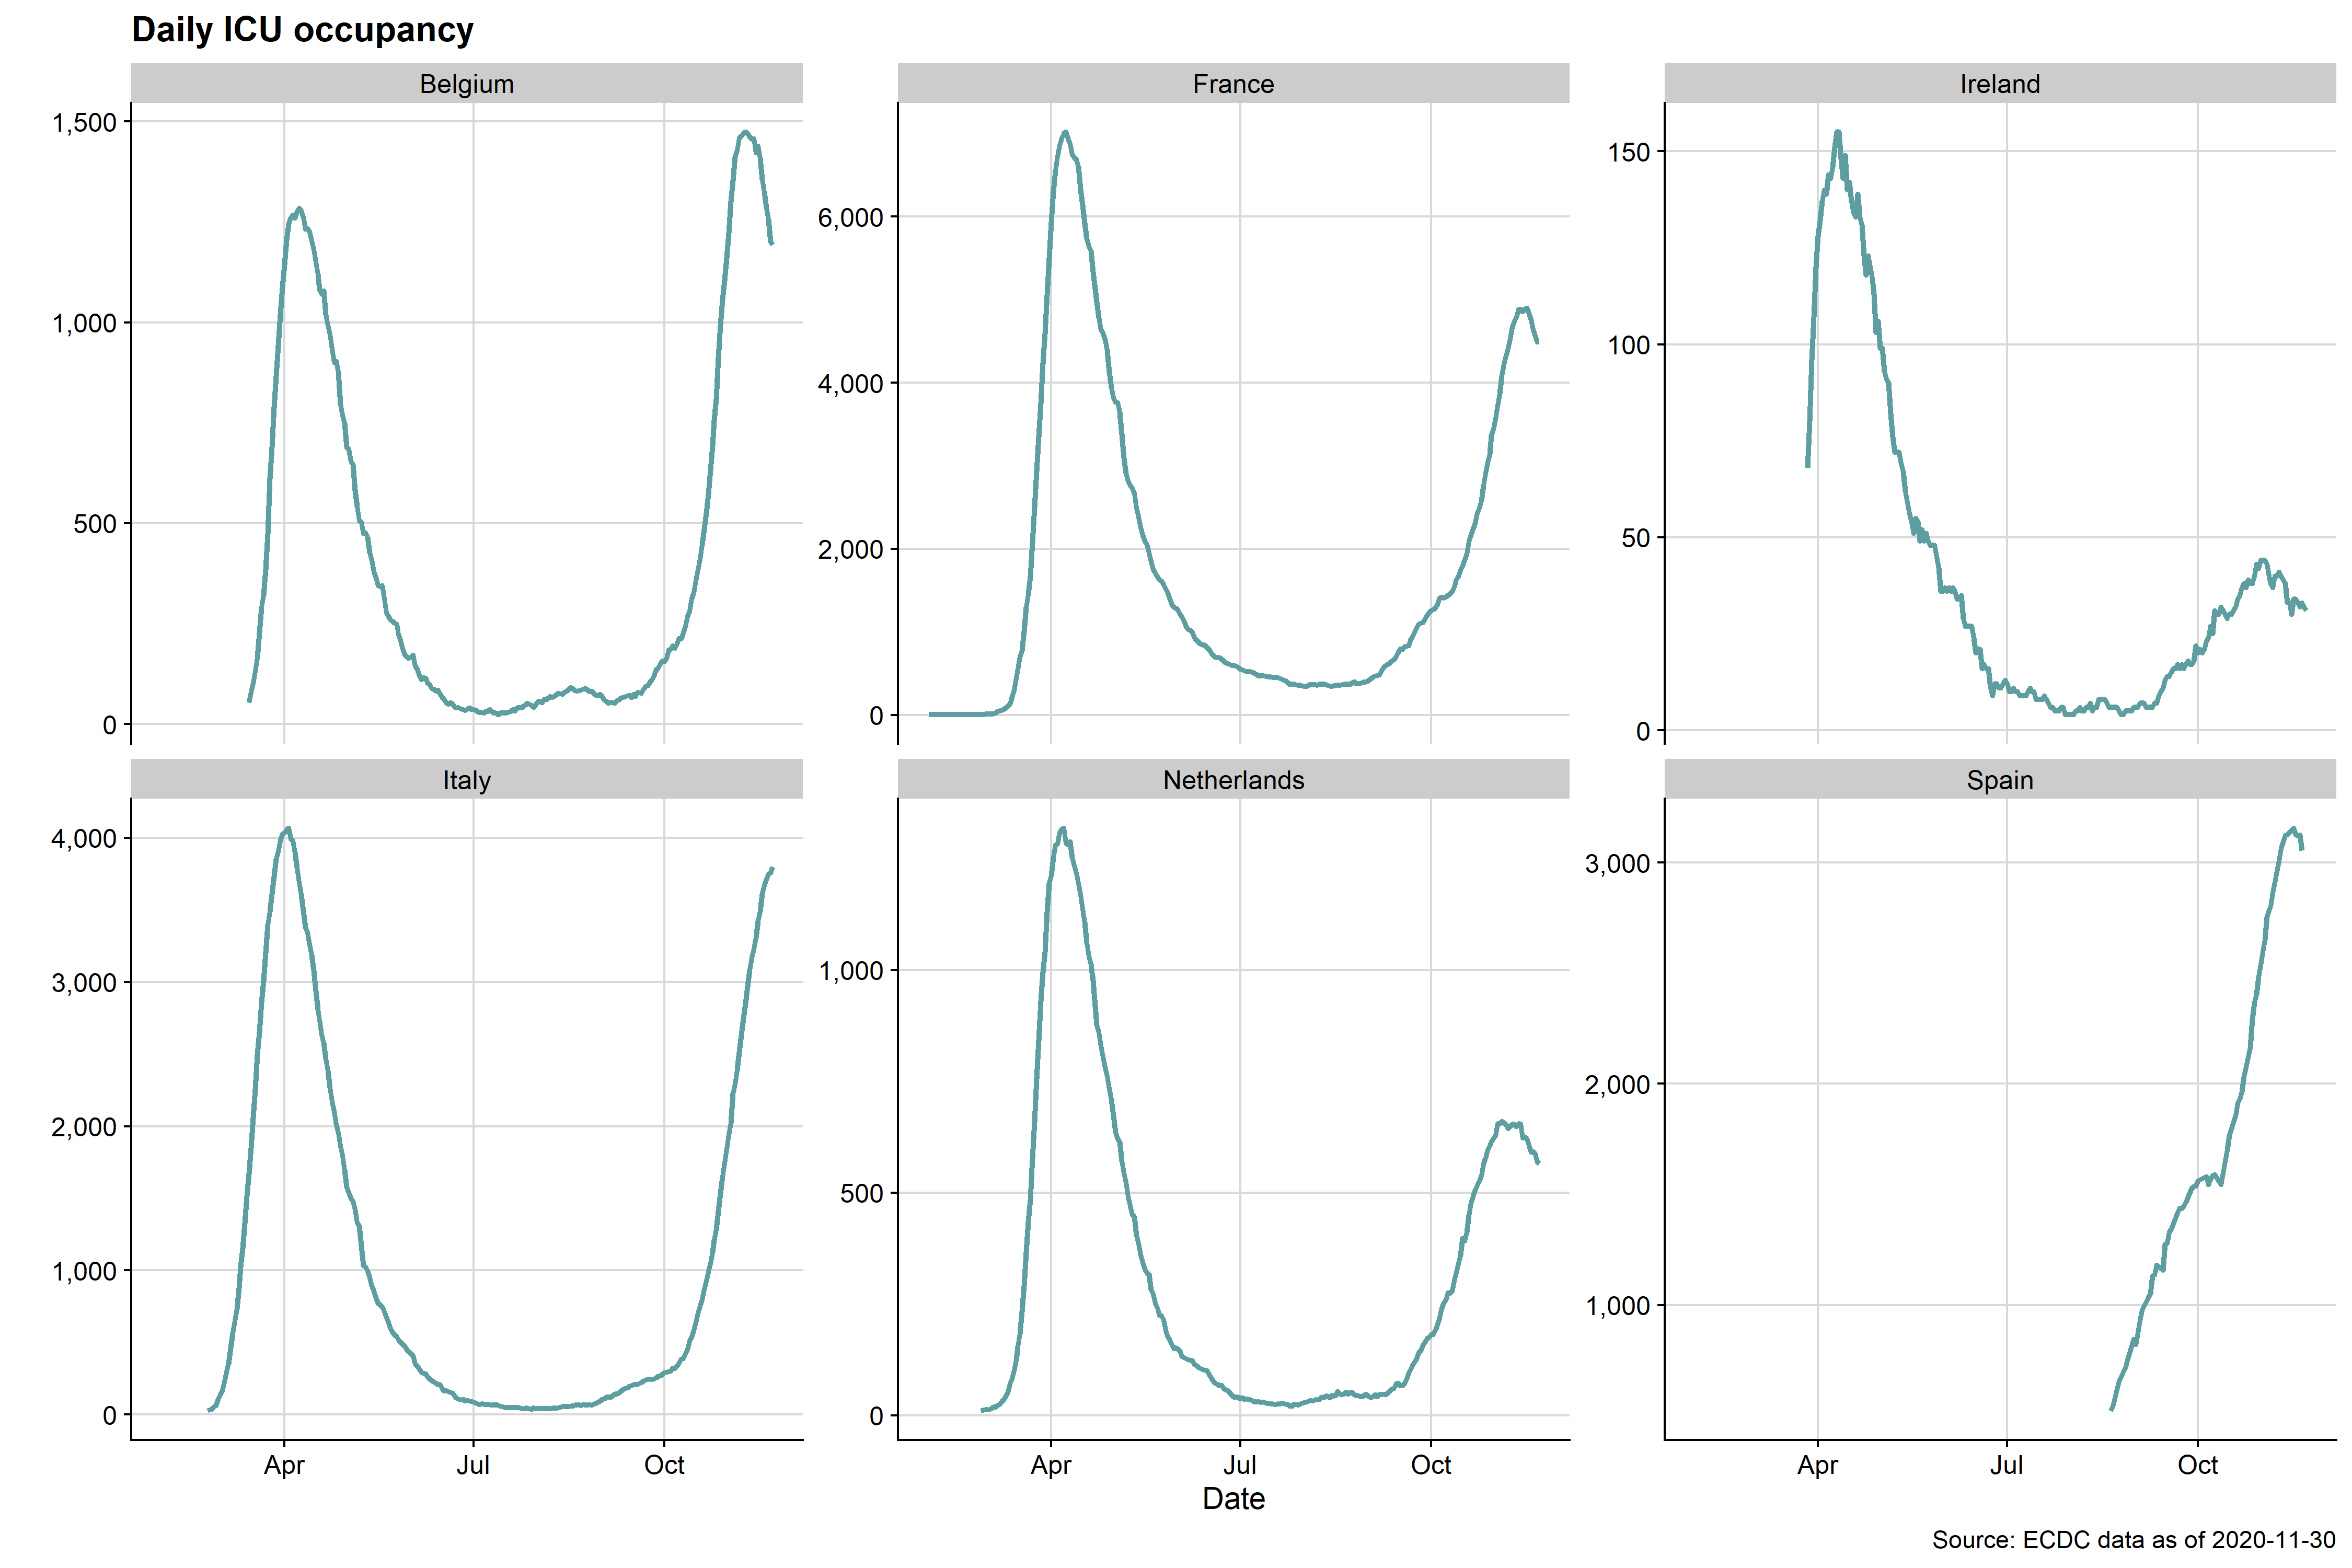 Daily ICU occupancy
Belgium
France
Ireland
1,500
1,000
500
0
6,000
4,000
2,000
0
150
100
50
0
Italy
Netherlands
Spain
4,000
3,000
2,000
1,000
0
1,000
500
0
3,000
2,000
1,000
Apr Jul Oct
Apr Jul Oct
Apr Jul Oct
Date
Source: ECDC data as of 2020-11-30